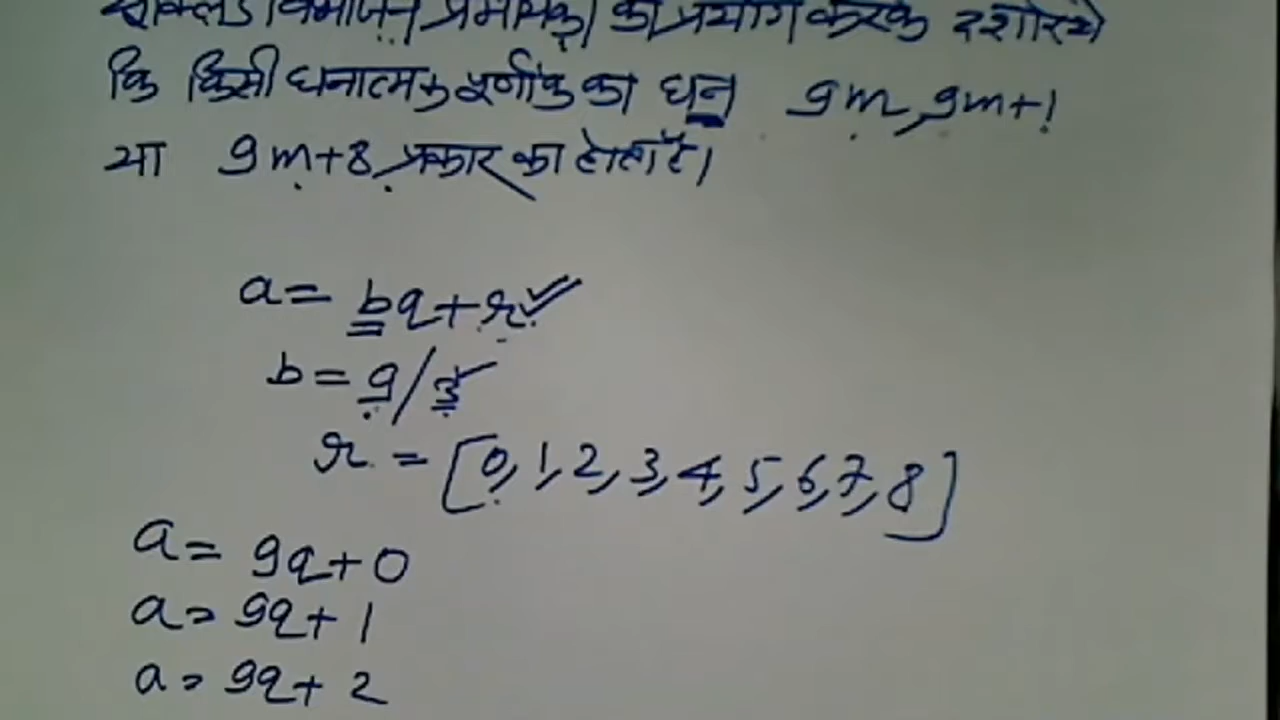 यूक्लिड विभाजन प्रमेयिका का प्रयोग करके दर्शाइये
कि किसी धनात्मक पूर्णांक का घन 9m, 9m+1
या 9m+8 प्रकार का होता है।
a = bq+r ✓
b = 9/3 ✓
r = [0, 1, 2, 3, 4, 5, 6, 7, 8]
a = 9q+0
a = 9q+1
a = 9q+2